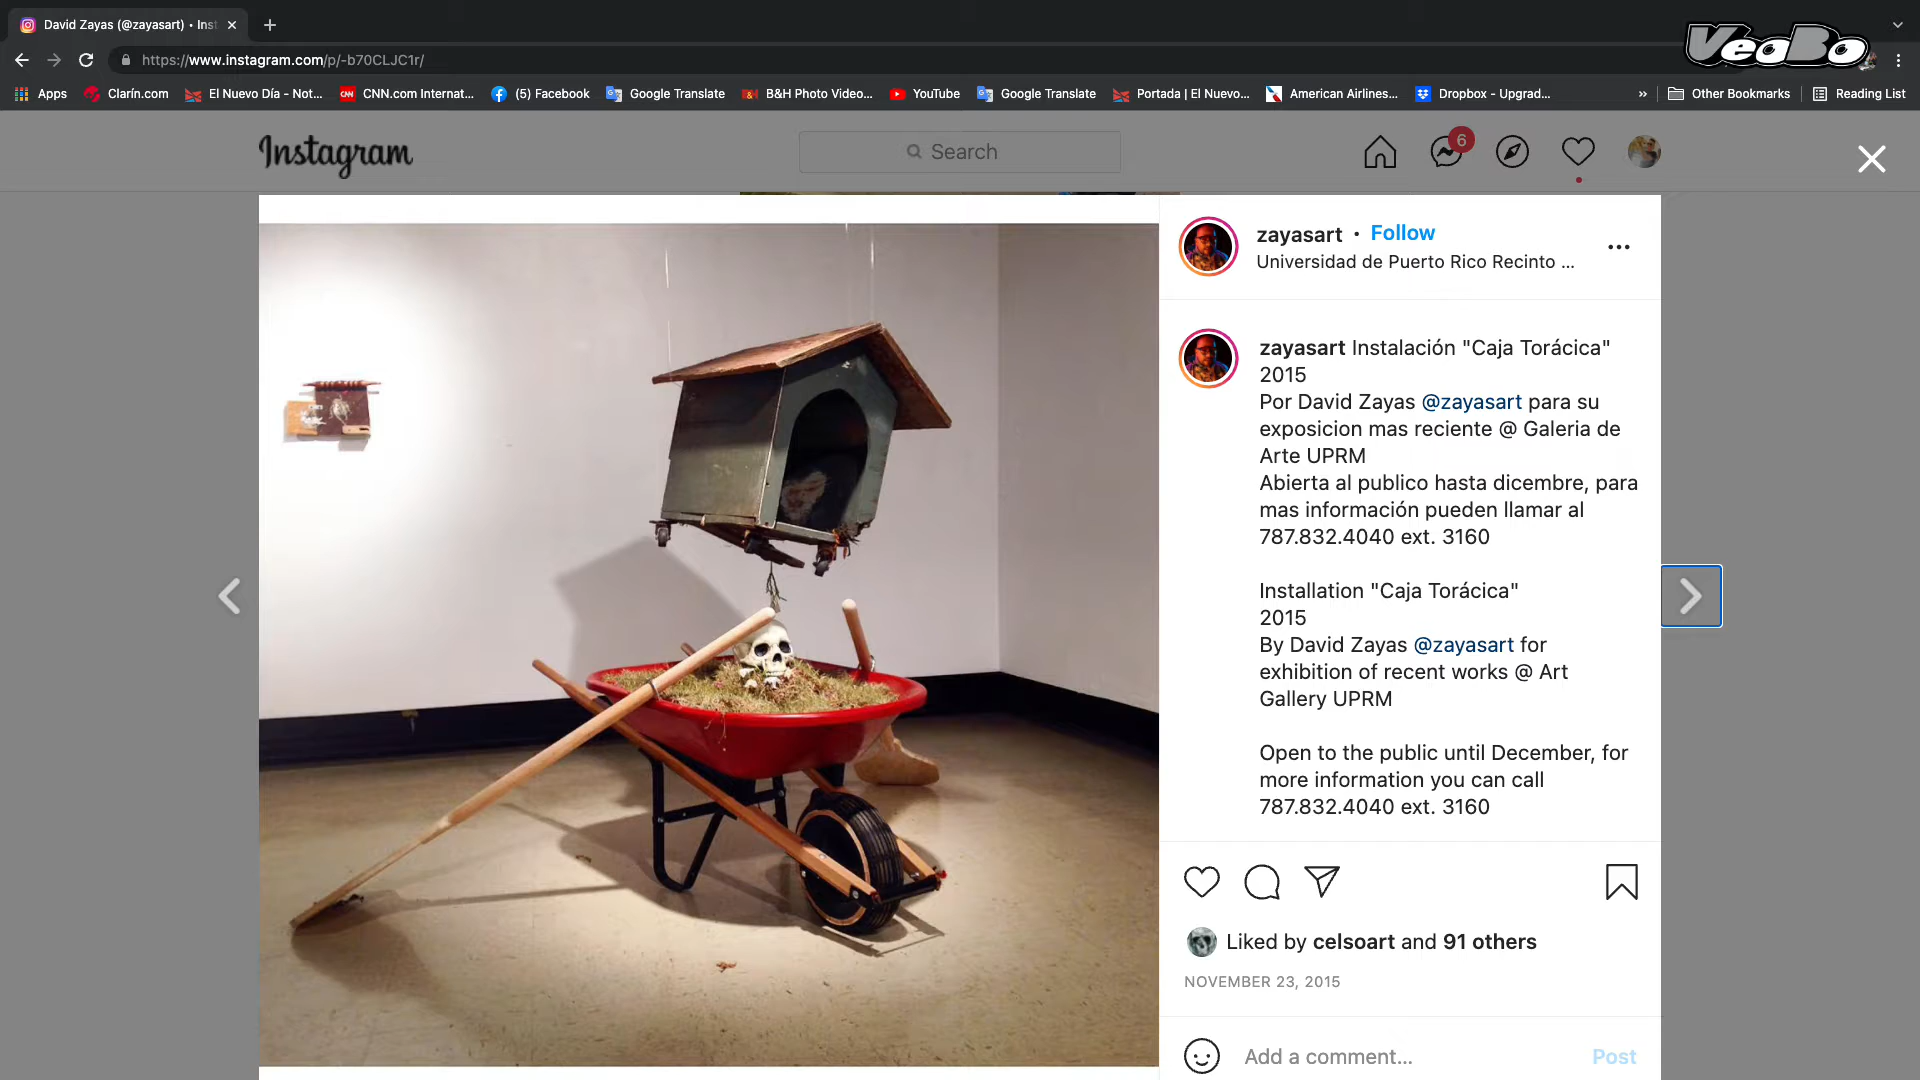 David Zayas (@zayasart) • Inst
VeoBo
https://www.instagram.com/p/-b70CLJC1r/
Apps
Clarín.com
El Nuevo Día - Not...
CNN.com Internat...
(5) Facebook
Google Translate
B&H Photo Video...
YouTube
Google Translate
Portada | El Nuevo...
American Airlines...
Dropbox - Upgrad...
»
Other Bookmarks
Reading List
Instagram
Search
6
zayasart • Follow
Universidad de Puerto Rico Recinto ...
zayasart Instalación "Caja Torácica"
2015
Por David Zayas @zayasart para su
exposicion mas reciente @ Galeria de
Arte UPRM
Abierta al publico hasta dicembre, para
mas información pueden llamar al
787.832.4040 ext. 3160
Installation "Caja Torácica"
2015
By David Zayas @zayasart for
exhibition of recent works @ Art
Gallery UPRM
Open to the public until December, for
more information you can call
787.832.4040 ext. 3160
Liked by celsoart and 91 others
NOVEMBER 23, 2015
Add a comment...
Post